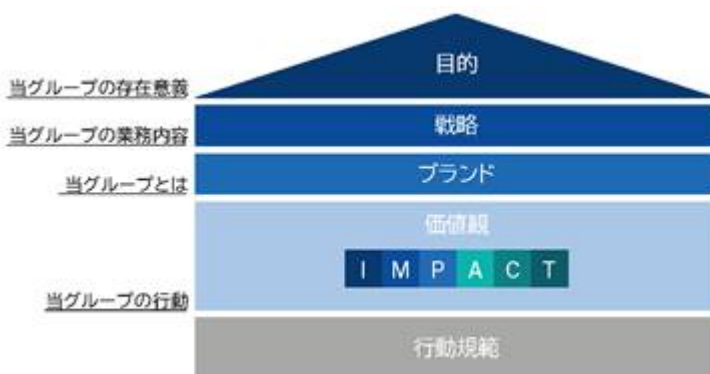 目的
当グループの存在意義
戦略
当グループの業務内容
ブランド
当グループとは
価値観
I M P A C T
当グループの行動
行動規範